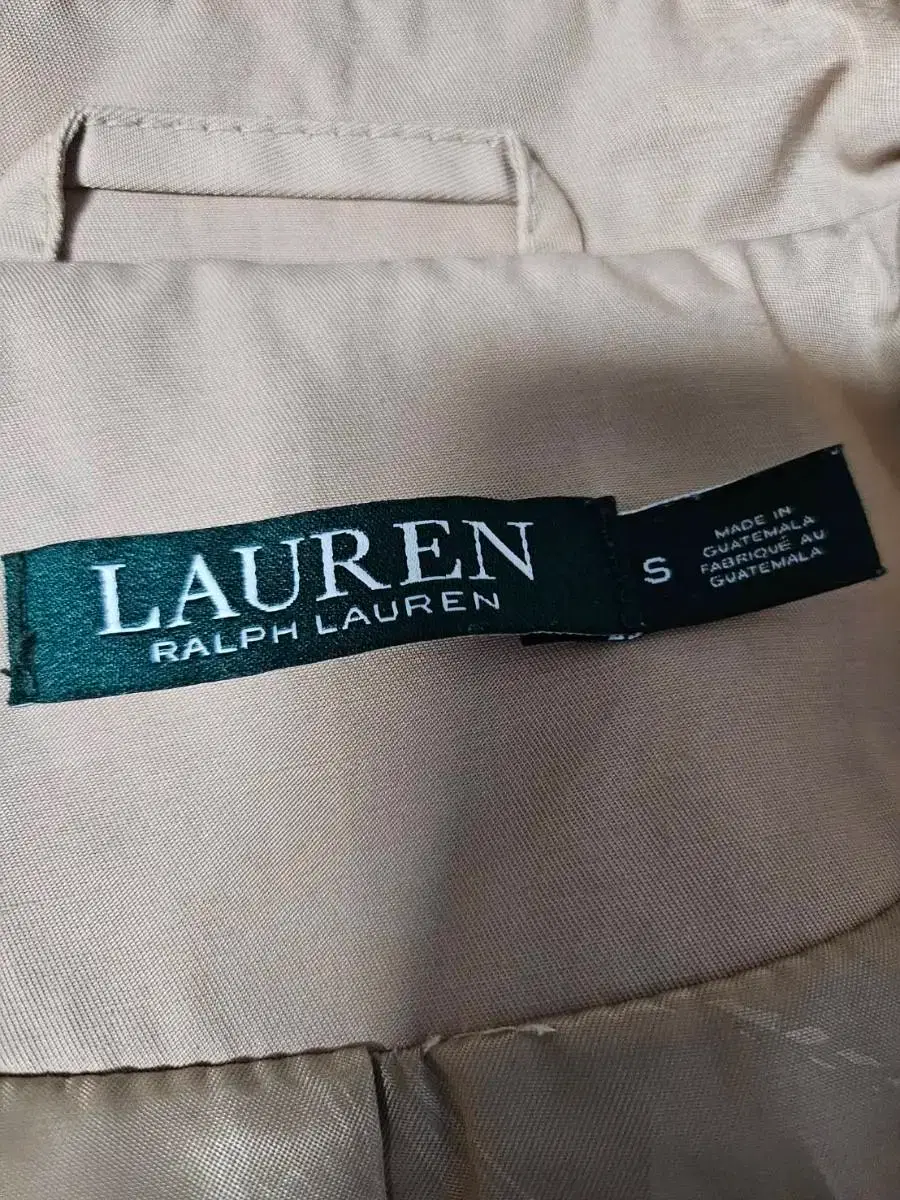 LAUREN
RALPH LAUREN
S
MADE IN
GUATEMALA
FABRIQUÉ AU
GUATEMALA